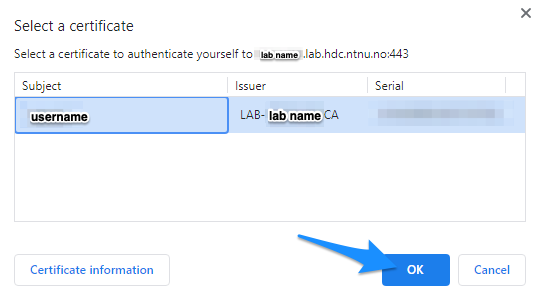 Select a certificate
Select a certificate to authenticate yourself to lab name.lab.hdc.ntnu.no:443
Subject Issuer Serial
username LAB- lab name CA
Certificate information OK Cancel